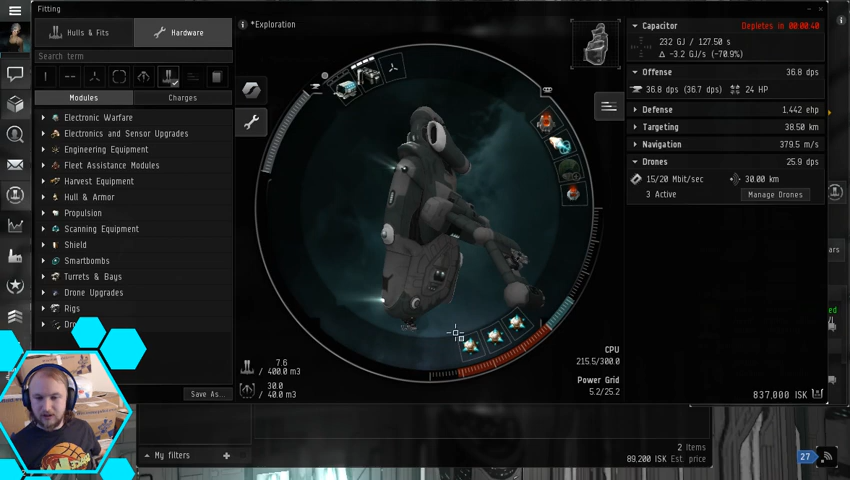 Fitting
Hulls & Fits
Hardware
Search term
Modules
Charges
Electronic Warfare
Electronics and Sensor Upgrades
Engineering Equipment
Fleet Assistance Modules
Harvest Equipment
Hull & Armor
Propulsion
Scanning Equipment
Shield
Smartbombs
Turrets & Bays
Drone Upgrades
Rigs
Save As...
*Exploration
7.6
/ 400.0 m3
30.0
/ 40.0 m3
CPU
215.5/300.0
Power Grid
5.2/25.2
Capacitor
Depletes in 00:00:40
232 GJ / 127.50 s
Δ -3.2 GJ/s (-70.9%)
Offense
36.8 dps
36.8 dps (36.7 dps)
24 HP
Defense
1,442 ehp
Targeting
38.50 km
Navigation
379.5 m/s
Drones
25.9 dps
15/20 Mbit/sec
30.00 km
3 Active
Manage Drones
837,000 ISK
My filters
2 Items
89,200 ISK Est. price
27